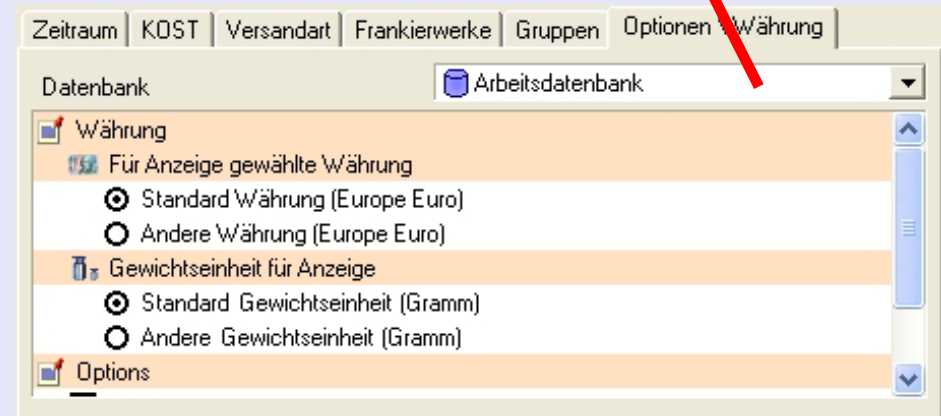 Zeitraum KOST Versandart Frankierwerke Gruppen Optionen Währung
Datenbank Arbeitsdatenbank
Währung
Für Anzeige gewählte Währung
Standard Währung (Europe Euro)
Andere Währung (Europe Euro)
Gewichtseinheit für Anzeige
Standard Gewichtseinheit (Gramm)
Andere Gewichtseinheit (Gramm)
Options